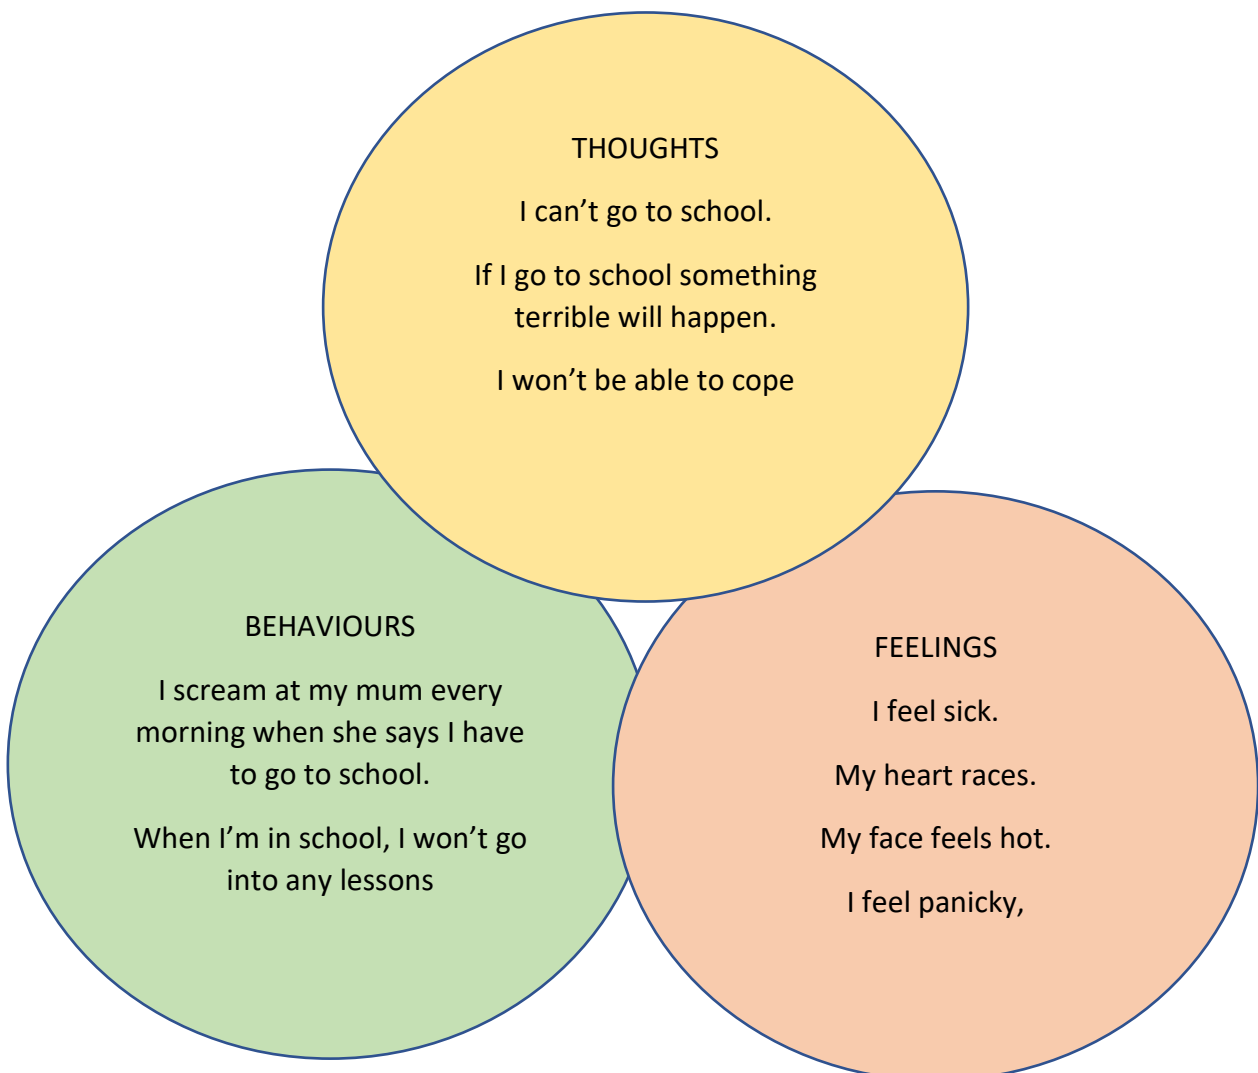 THOUGHTS
I can’t go to school.
If I go to school something
terrible will happen.
I won’t be able to cope
BEHAVIOURS
I scream at my mum every
morning when she says I have
to go to school.
When I’m in school, I won’t go
into any lessons
FEELINGS
I feel sick.
My heart races.
My face feels hot.
I feel panicky,